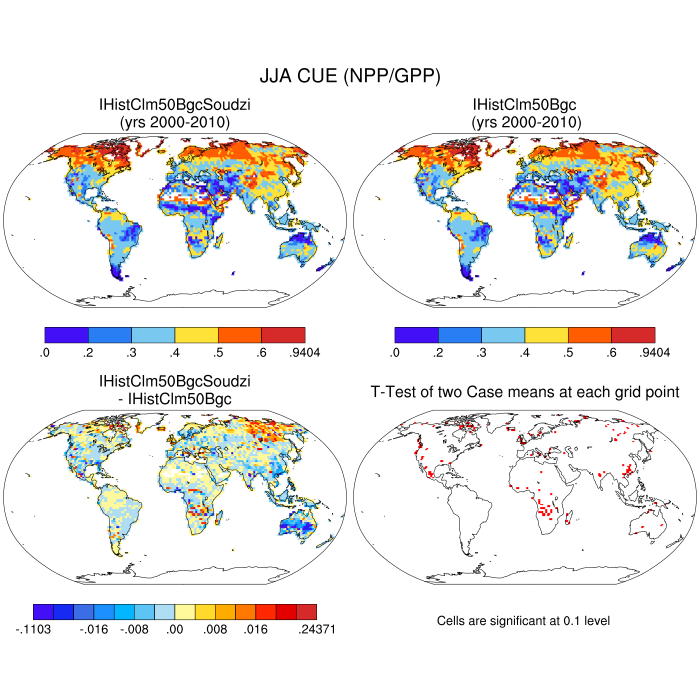 JJA CUE (NPP/GPP)
IHistClm50BgcSoudzi
(yrs 2000-2010)
IHistClm50Bgc
(yrs 2000-2010)
.0 .2 .3 .4 .5 .6 .9404
.0 .2 .3 .4 .5 .6 .9404
IHistClm50BgcSoudzi
- IHistClm50Bgc
T-Test of two Case means at each grid point
-.1103 -.016 -.008 .00 .008 .016 .24371
Cells are significant at 0.1 level